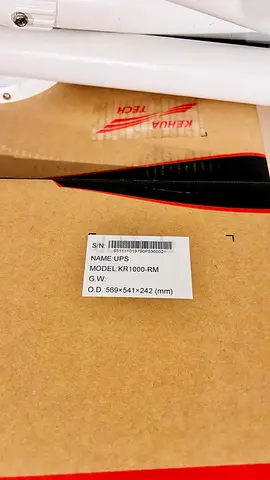 KEHUA
TECH
S/N:
NAME:UPS
MODEL:KR1000-RM
G.W:
O.D.:569×541×242 (mm)